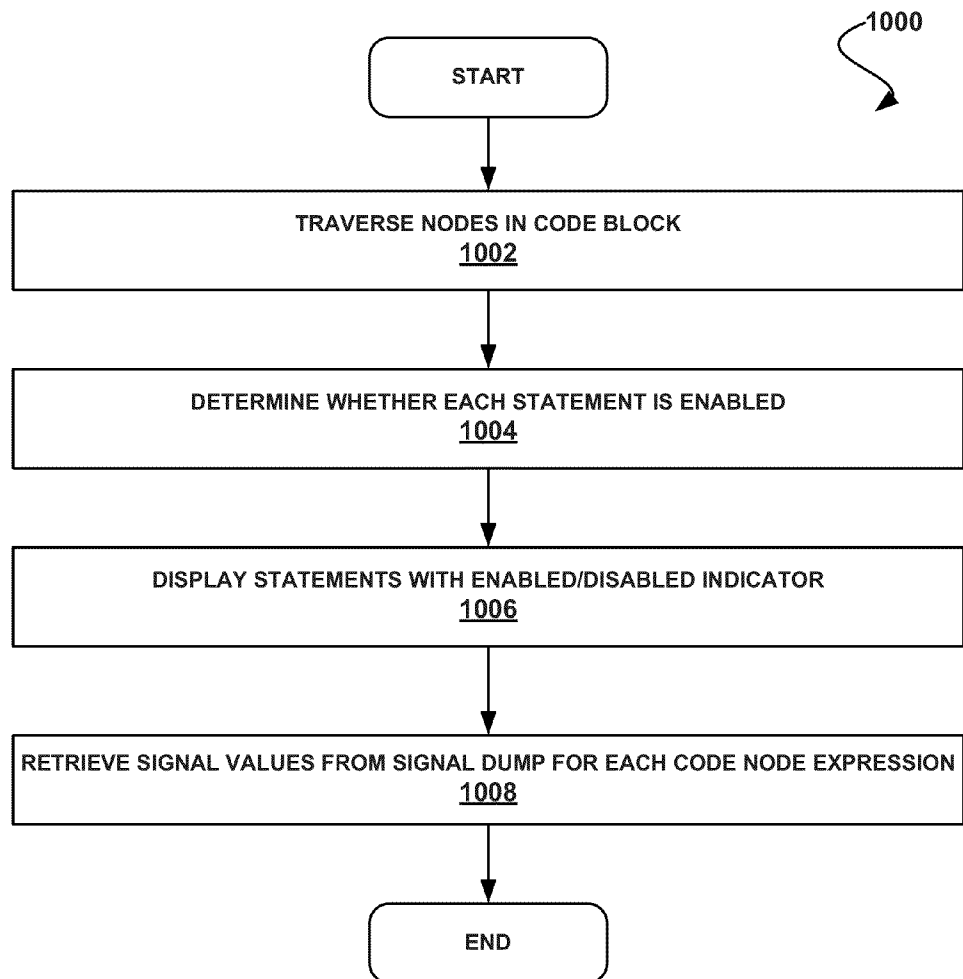 1000
START
TRAVERSE NODES IN CODE BLOCK
1002
DETERMINE WHETHER EACH STATEMENT IS ENABLED
1004
DISPLAY STATEMENTS WITH ENABLED/DISABLED INDICATOR
1006
RETRIEVE SIGNAL VALUES FROM SIGNAL DUMP FOR EACH CODE NODE EXPRESSION
1008
END